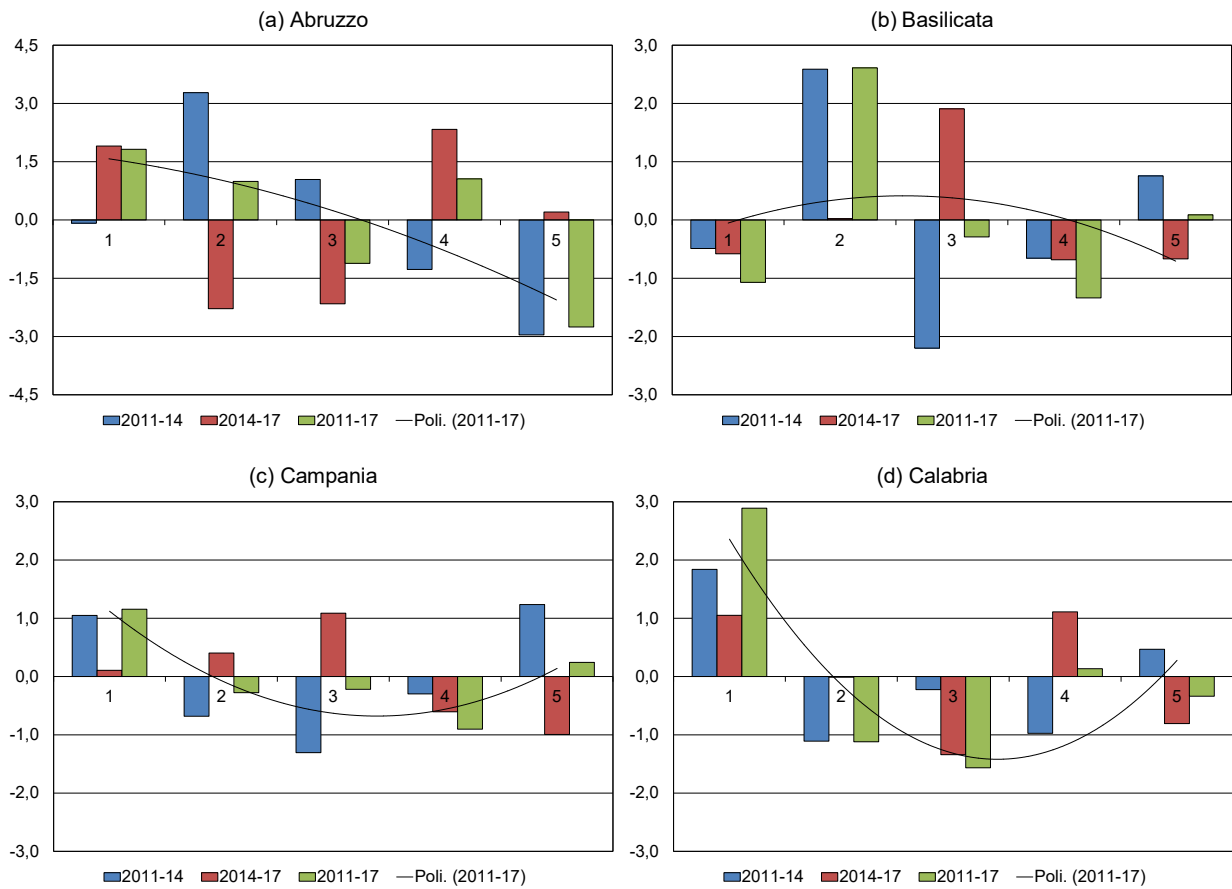 (a) Abruzzo
4,5
3,0
1,5
0,0
-1,5
-3,0
-4,5
1 2 3 4 5
2011-14 2014-17 2011-17 Poli. (2011-17)
(b) Basilicata
3,0
2,0
1,0
0,0
-1,0
-2,0
-3,0
1 2 3 4 5
2011-14 2014-17 2011-17 Poli. (2011-17)
(c) Campania
3,0
2,0
1,0
0,0
-1,0
-2,0
-3,0
1 2 3 4 5
2011-14 2014-17 2011-17 Poli. (2011-17)
(d) Calabria
3,0
2,0
1,0
0,0
-1,0
-2,0
-3,0
1 2 3 4 5
2011-14 2014-17 2011-17 Poli. (2011-17)